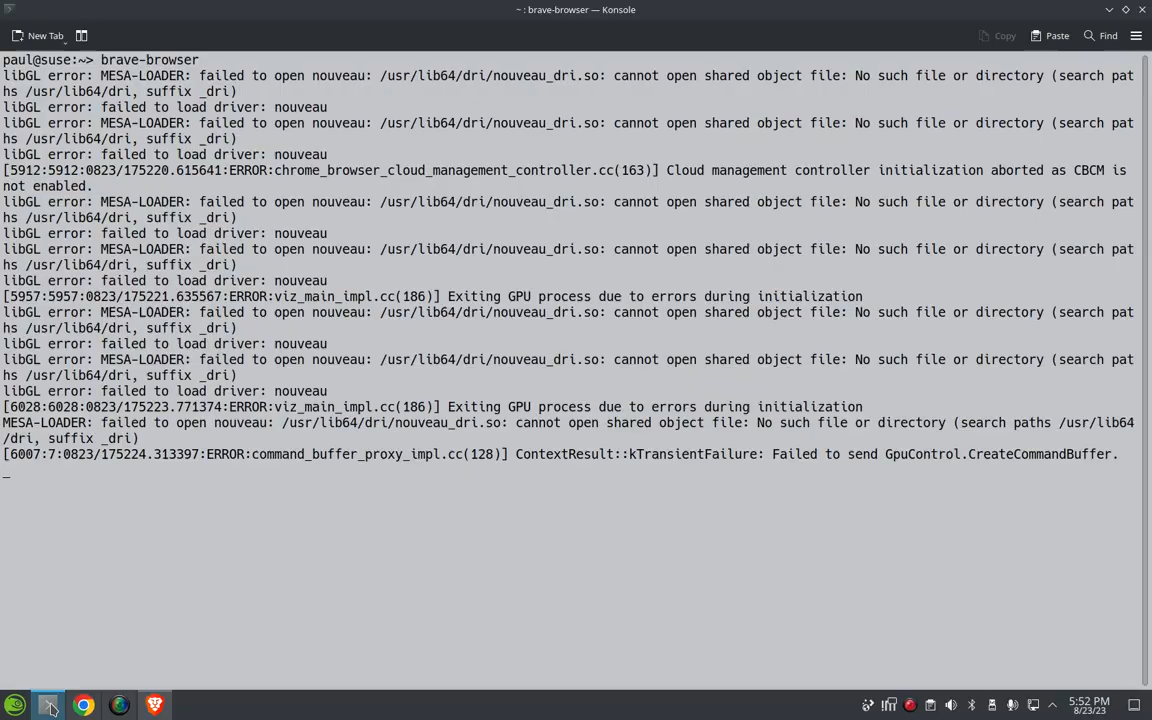 ~ : brave-browser — Konsole
New Tab
Copy
Paste
Find
paul@suse:~> brave-browser
libGL error: MESA-LOADER: failed to open nouveau: /usr/lib64/dri/nouveau_dri.so: cannot open shared object file: No such file or directory (search pat
hs /usr/lib64/dri, suffix _dri)
libGL error: failed to load driver: nouveau
libGL error: MESA-LOADER: failed to open nouveau: /usr/lib64/dri/nouveau_dri.so: cannot open shared object file: No such file or directory (search pat
hs /usr/lib64/dri, suffix _dri)
libGL error: failed to load driver: nouveau
[5912:5912:0823/175220.615641:ERROR:chrome_browser_cloud_management_controller.cc(163)] Cloud management controller initialization aborted as CBCM is
not enabled.
libGL error: MESA-LOADER: failed to open nouveau: /usr/lib64/dri/nouveau_dri.so: cannot open shared object file: No such file or directory (search pat
hs /usr/lib64/dri, suffix _dri)
libGL error: failed to load driver: nouveau
libGL error: MESA-LOADER: failed to open nouveau: /usr/lib64/dri/nouveau_dri.so: cannot open shared object file: No such file or directory (search pat
hs /usr/lib64/dri, suffix _dri)
libGL error: failed to load driver: nouveau
[5957:5957:0823/175221.635567:ERROR:viz_main_impl.cc(186)] Exiting GPU process due to errors during initialization
libGL error: MESA-LOADER: failed to open nouveau: /usr/lib64/dri/nouveau_dri.so: cannot open shared object file: No such file or directory (search pat
hs /usr/lib64/dri, suffix _dri)
libGL error: failed to load driver: nouveau
libGL error: MESA-LOADER: failed to open nouveau: /usr/lib64/dri/nouveau_dri.so: cannot open shared object file: No such file or directory (search pat
hs /usr/lib64/dri, suffix _dri)
libGL error: failed to load driver: nouveau
[6028:6028:0823/175223.771374:ERROR:viz_main_impl.cc(186)] Exiting GPU process due to errors during initialization
MESA-LOADER: failed to open nouveau: /usr/lib64/dri/nouveau_dri.so: cannot open shared object file: No such file or directory (search paths /usr/lib64
/dri, suffix _dri)
[6007:7:0823/175224.313397:ERROR:command_buffer_proxy_impl.cc(128)] ContextResult::kTransientFailure: Failed to send GpuControl.CreateCommandBuffer.
5:52 PM
8/23/23